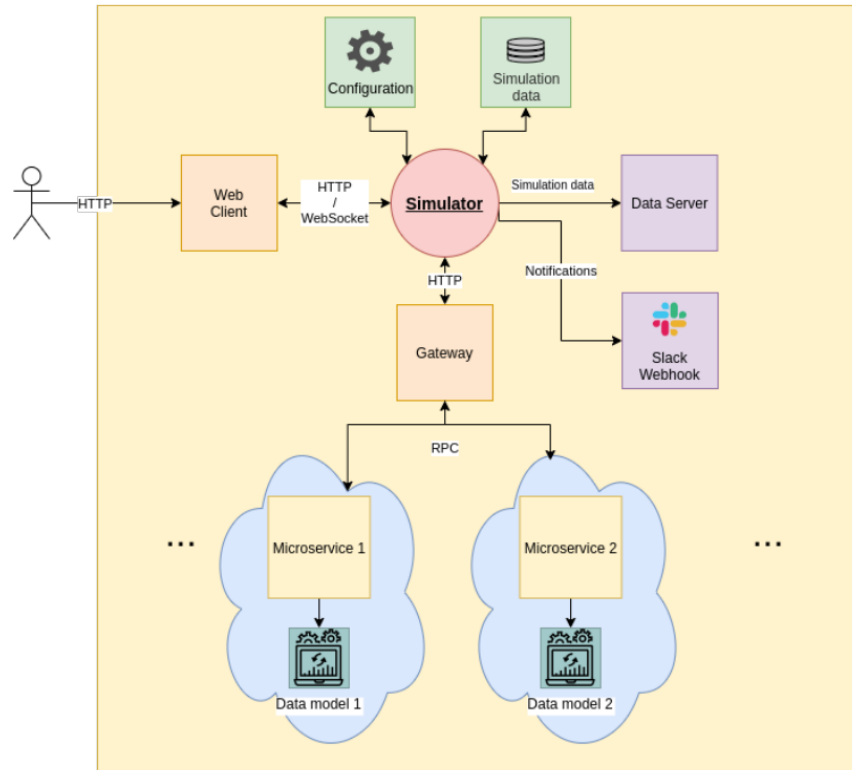 Configuration
Simulation
data
HTTP
Web
Client
HTTP
/
WebSocket
Simulator
Simulation data
Data Server
Notifications
HTTP
Gateway
Slack
Webhook
RPC
...
Microservice 1
Microservice 2
...
Data model 1
Data model 2